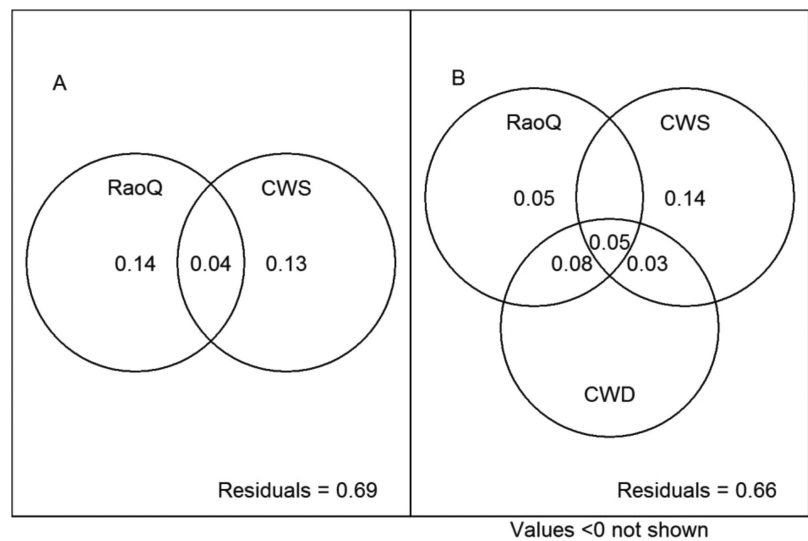 A
RaoQ
CWS
0.14
0.04
0.13
Residuals = 0.69
B
RaoQ
CWS
0.05
0.14
0.05
0.08
0.03
CWD
Residuals = 0.66
Values <0 not shown